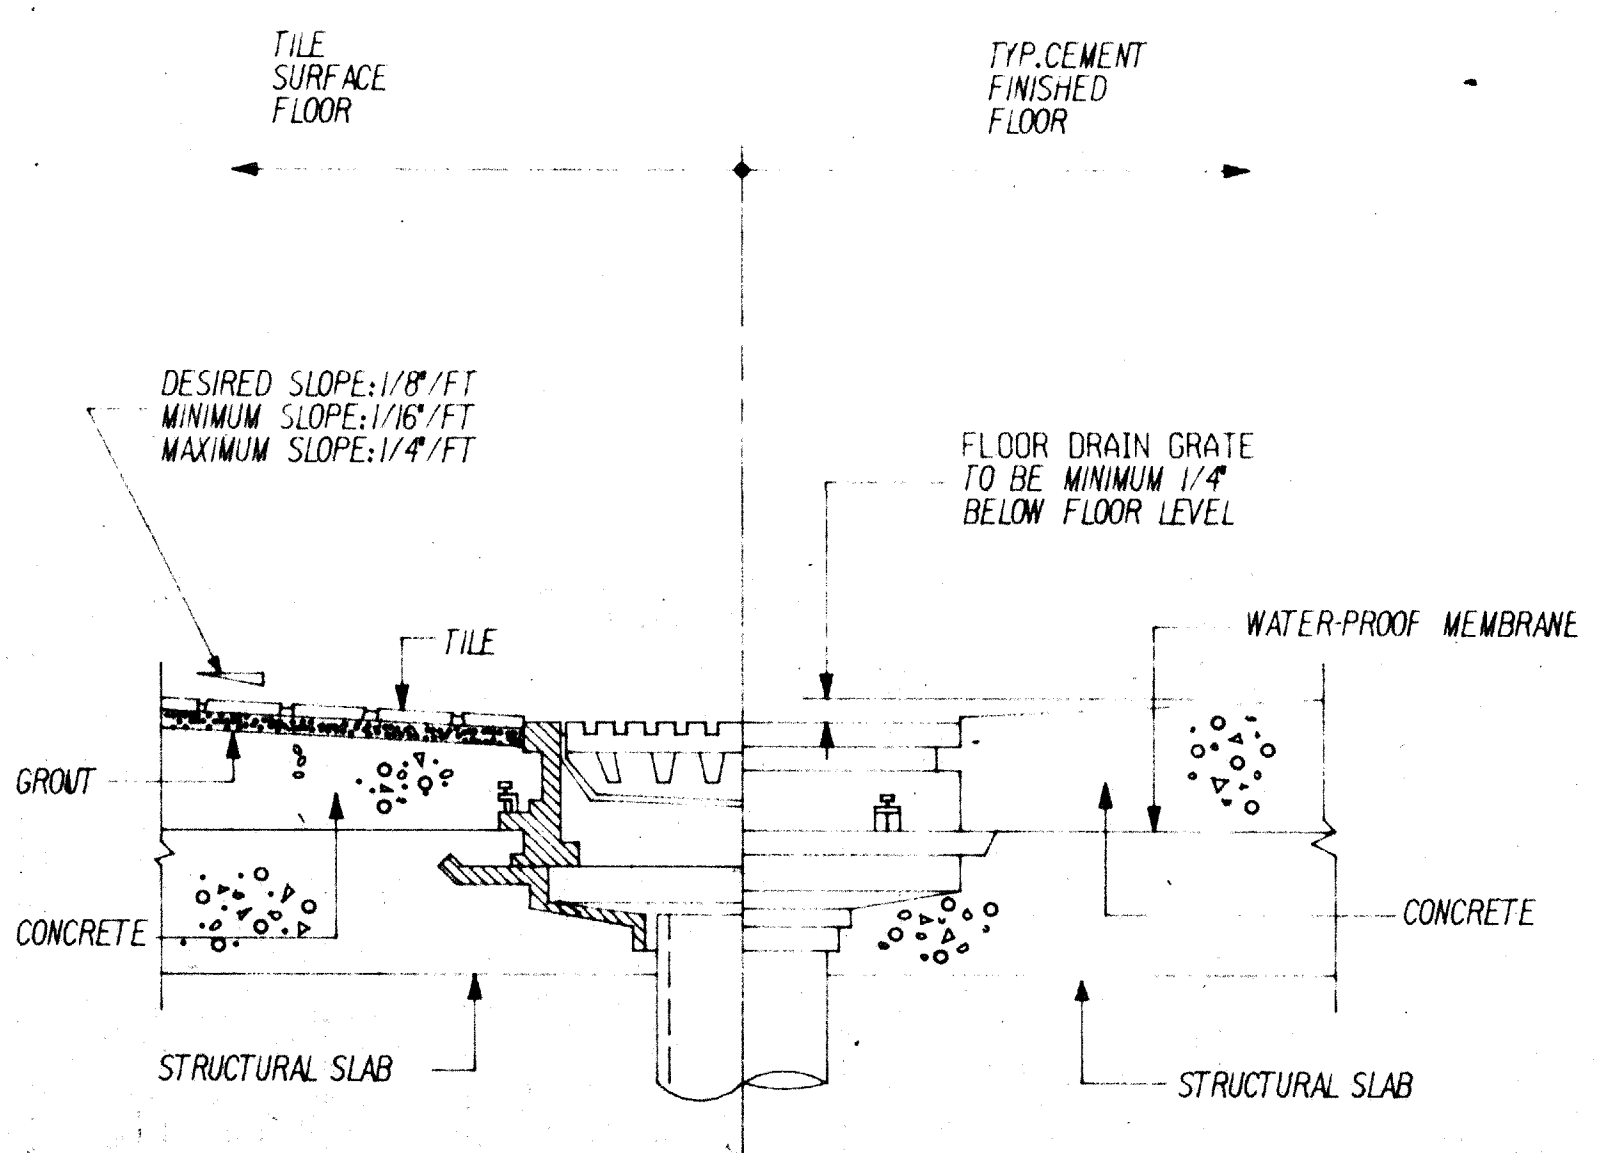 TILE
SURFACE
FLOOR
TYP.CEMENT
FINISHED
FLOOR
DESIRED SLOPE:1/8"/FT
MINIMUM SLOPE:1/16"/FT
MAXIMUM SLOPE:1/4"/FT
FLOOR DRAIN GRATE
TO BE MINIMUM 1/4"
BELOW FLOOR LEVEL
WATER-PROOF MEMBRANE
TILE
GROUT
CONCRETE
CONCRETE
STRUCTURAL SLAB
STRUCTURAL SLAB